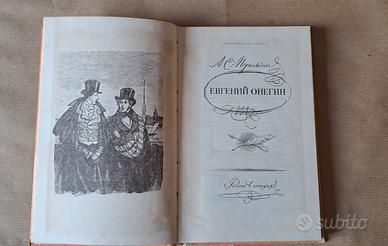 А. С. Пушкин
ЕВГЕНИЙ ОНЕГИН
Роман в стихах
subito